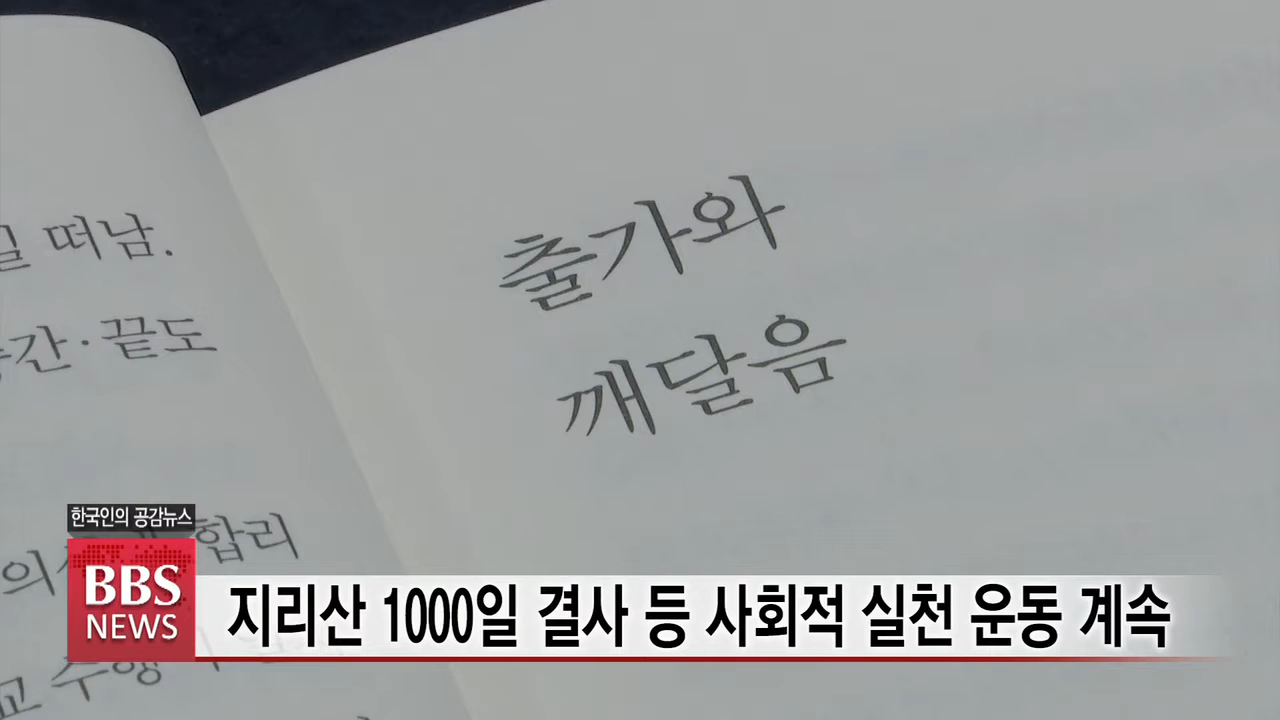 떠남.
출가와
끝도
깨달음
한국인의 공감뉴스
합리
BBS
NEWS
지리산 1000일 결사 등 사회적 실천 운동 계속